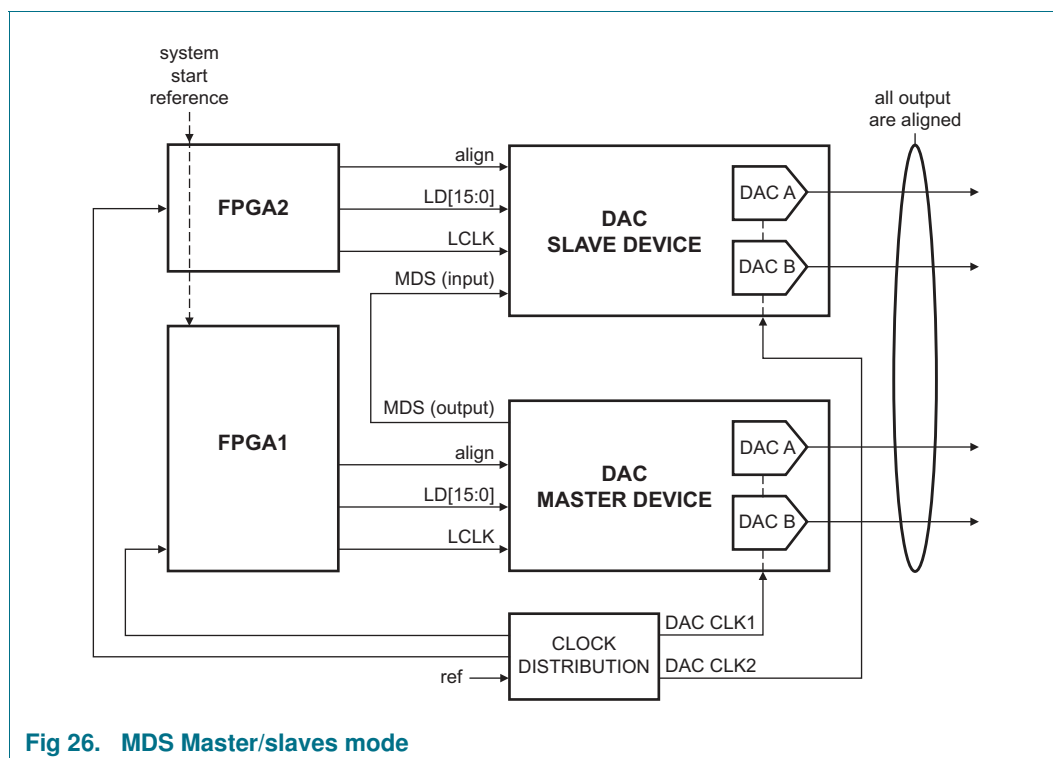 system
start
reference
all output
are aligned
FPGA2
align
LD[15:0]
LCLK
MDS (input)
DAC
SLAVE DEVICE
DAC A
DAC B
FPGA1
MDS (output)
align
LD[15:0]
LCLK
DAC
MASTER DEVICE
DAC A
DAC B
CLOCK
DISTRIBUTION
ref
DAC CLK1
DAC CLK2
Fig 26. MDS Master/slaves mode